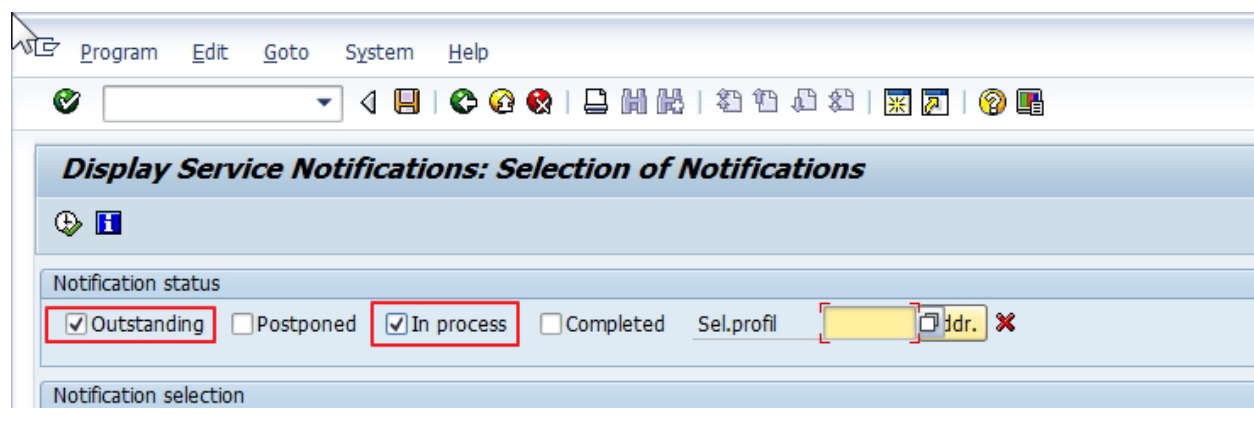 Program Edit Goto System Help
Display Service Notifications: Selection of Notifications
Notification status
Outstanding Postponed In process Completed Sel.profil ddr.
Notification selection